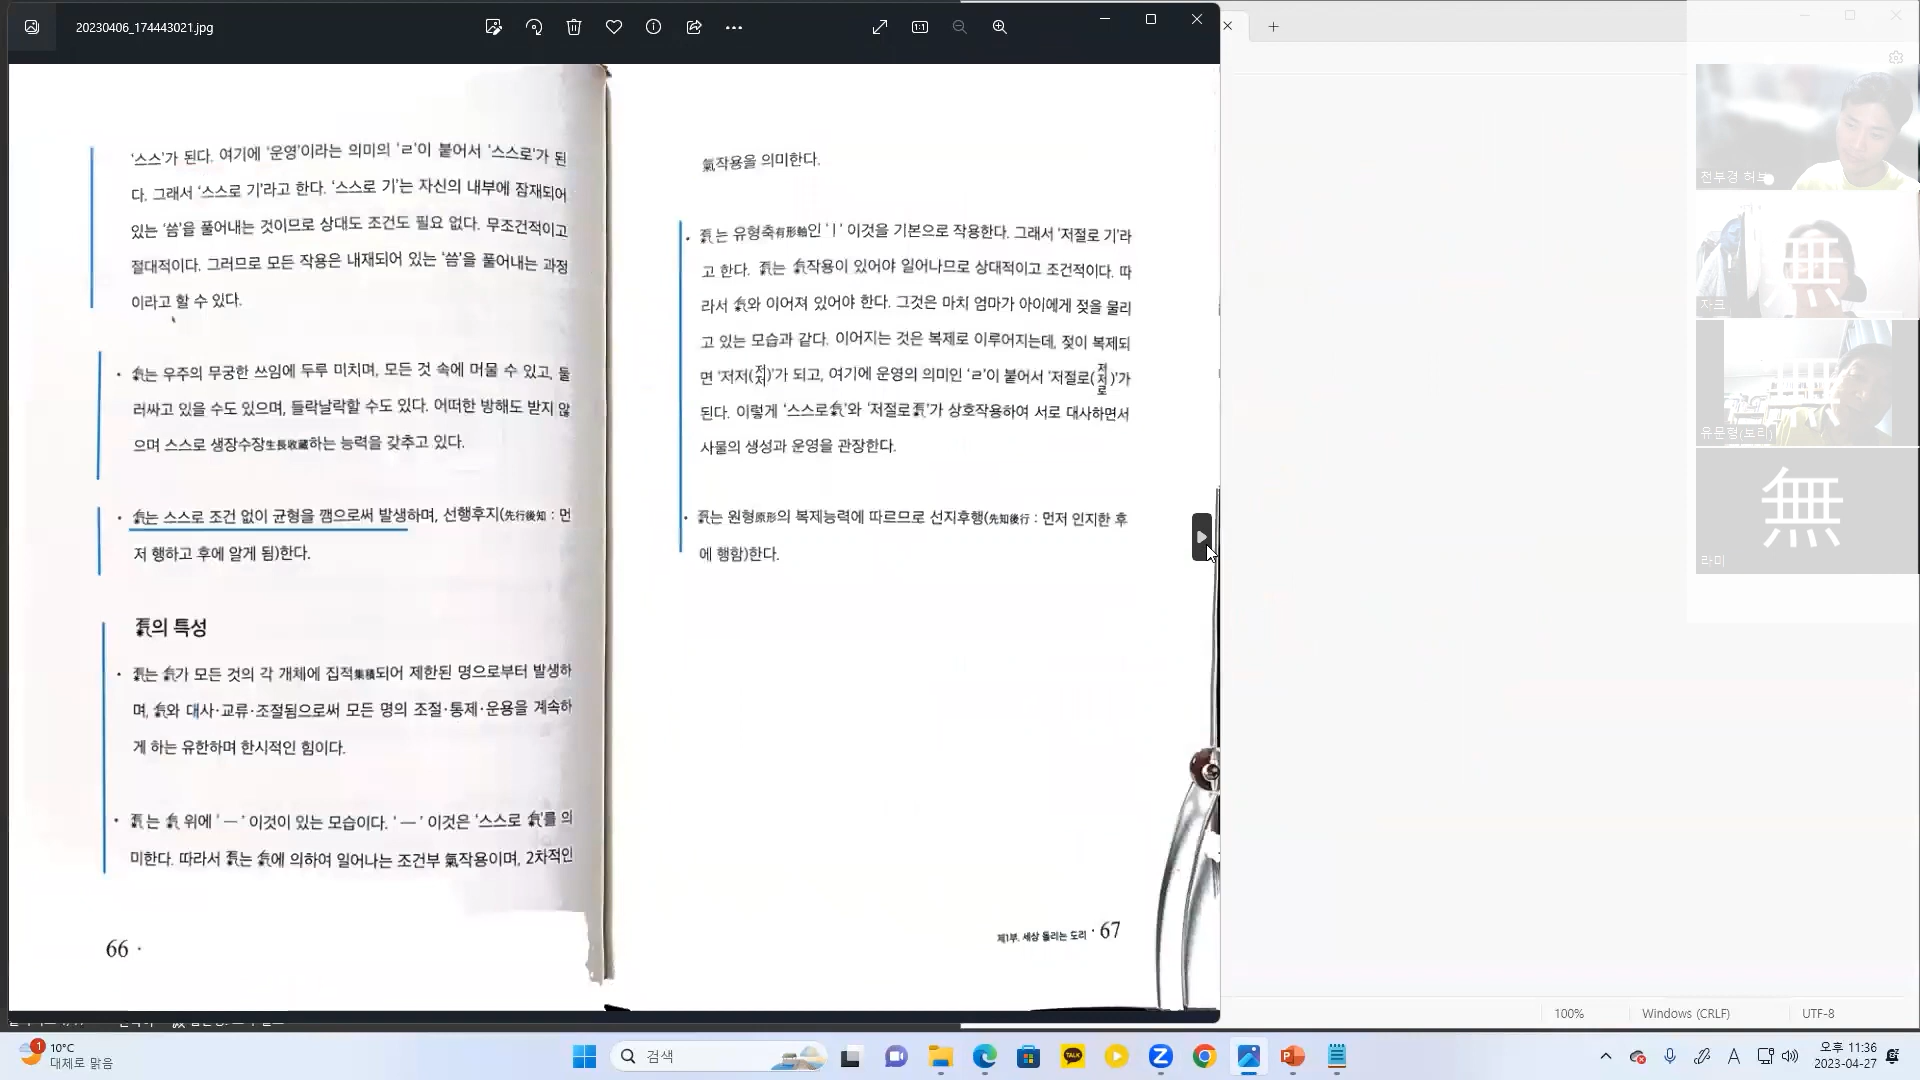 20230406_174443021.jpg
'스스'가 된다. 여기에 '운영'이라는 의미의 'ㄹ'이 붙어서 '스스로'가 된
다. 그래서 '스스로 기'라고 한다. '스스로 기'는 자신의 내부에 잠재되어
있는 '씀'을 풀어내는 것이므로 상대도 조건도 필요 없다. 무조건적이고
절대적이다. 그러므로 모든 작용은 내재되어 있는 '씀'을 풀어내는 과정
이라고 할 수 있다.
· 는 우주의 무궁한 쓰임에 두루 미치며, 모든 것 속에 머물 수 있고, 둘
러싸고 있을 수도 있으며, 들락날락할 수도 있다. 어떠한 방해도 받지 않
으며 스스로 생장수장生長收藏하는 능력을 갖추고 있다.
· 는 스스로 조건 없이 균형을 깸으로써 발생하며, 선행후지(先行後知 : 먼
저 행하고 후에 알게 됨)한다.
의 특성
· 는 가 모든 것의 각 개체에 집적集積되어 제한된 명으로부터 발생하
며, 와 대사·교류·조절됨으로써 모든 명의 조절·통제·운용을 계속하
게 하는 유한하며 한시적인 힘이다.
· 는 위에 'ㅡ' 이것이 있는 모습이다. 'ㅡ' 이것은 '스스로 '를 의
미한다. 따라서 는 에 의하여 일어나는 조건부 氣작용이며, 2차적인
66 ·
氣작용을 의미한다.
· 는 유형축有形軸인 'ㅣ' 이것을 기본으로 작용한다. 그래서 '저절로 기'라
고 한다. 는 작용이 있어야 일어나므로 상대적이고 조건적이다. 따
라서 와 이어져 있어야 한다. 그것은 마치 엄마가 아이에게 젖을 물리
고 있는 모습과 같다. 이어지는 것은 복제로 이루어지는데, 젖이 복제되
면 '저저()'가 되고, 여기에 운영의 의미인 'ㄹ'이 붙어서 '저절로()'가
된다. 이렇게 '스스로 '와 '저절로 '가 상호작용하여 서로 대사하면서
사물의 생성과 운영을 관장한다.
· 는 원형原形의 복제능력에 따르므로 선지후행(先知後行 : 먼저 인지한 후
에 행함)한다.
제1부. 세상 돌리는 도리 · 67
전두경 허브
無
자프
유문형(보리)
無
라미
100%
Windows (CRLF)
UTF-8
1
10°C
대체로 맑음
검색
TALK
A
오후 11:36
2023-04-27